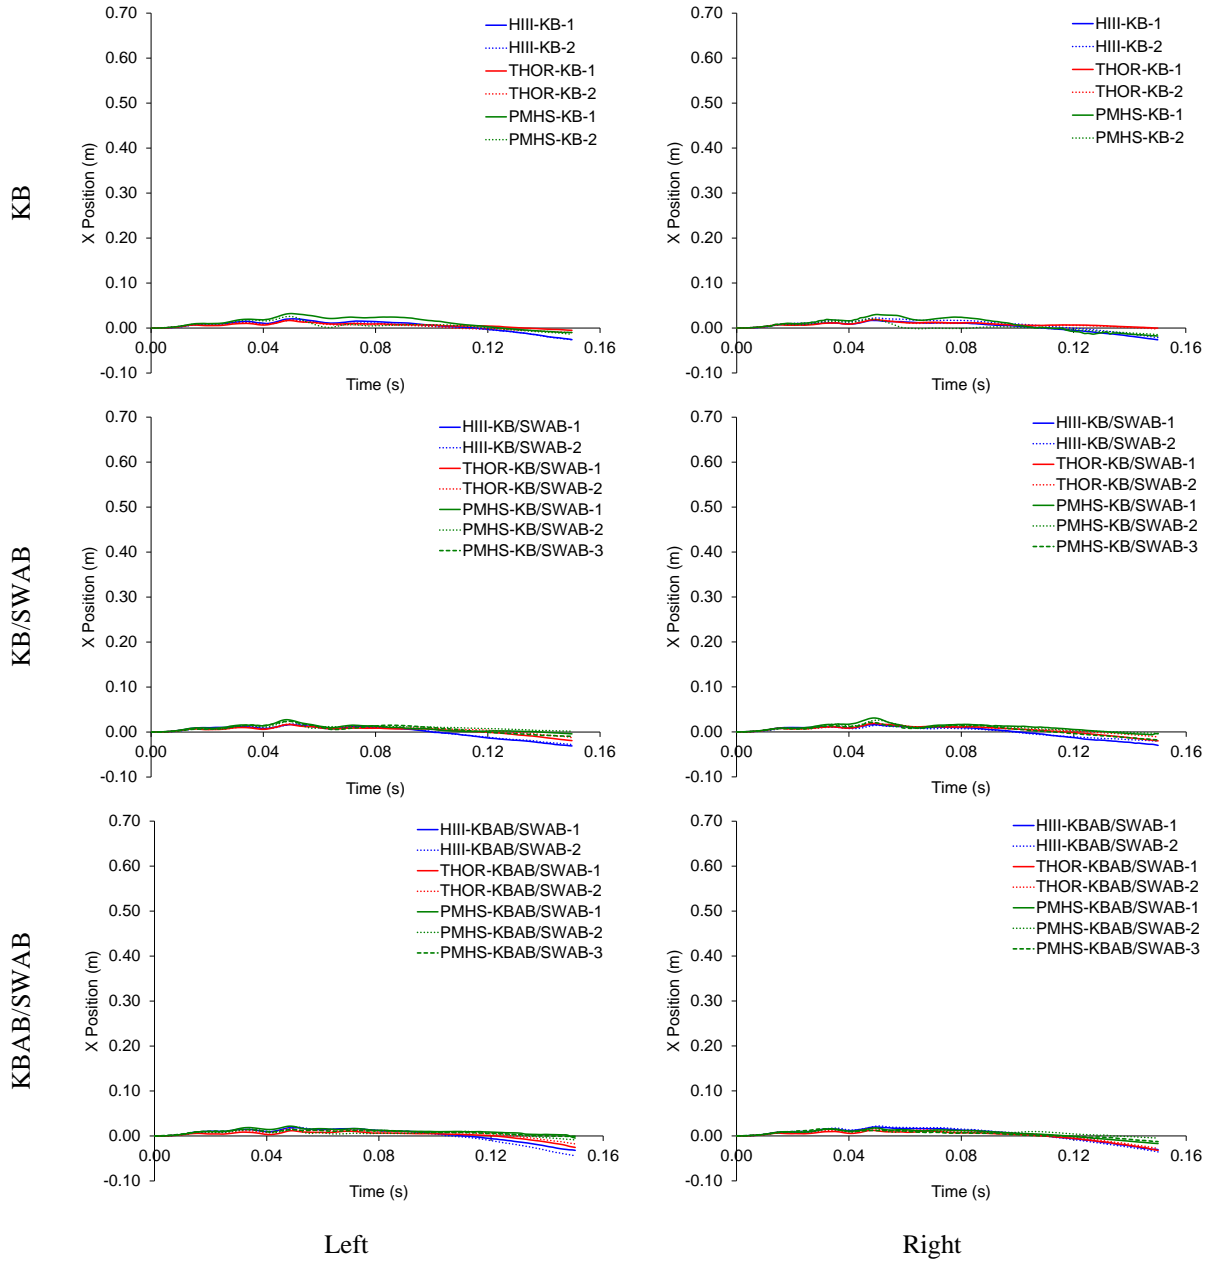 KB
0.70
0.60
0.50
0.40
0.30
0.20
0.10
0.00
-0.10
X Position (m)
0.00 0.04 0.08 0.12 0.16
Time (s)
HIII-KB-1
HIII-KB-2
THOR-KB-1
THOR-KB-2
PMHS-KB-1
PMHS-KB-2
0.70
0.60
0.50
0.40
0.30
0.20
0.10
0.00
-0.10
X Position (m)
0.00 0.04 0.08 0.12 0.16
Time (s)
HIII-KB-1
HIII-KB-2
THOR-KB-1
THOR-KB-2
PMHS-KB-1
PMHS-KB-2
KB/SWAB
0.70
0.60
0.50
0.40
0.30
0.20
0.10
0.00
-0.10
X Position (m)
0.00 0.04 0.08 0.12 0.16
Time (s)
HIII-KB/SWAB-1
HIII-KB/SWAB-2
THOR-KB/SWAB-1
THOR-KB/SWAB-2
PMHS-KB/SWAB-1
PMHS-KB/SWAB-2
PMHS-KB/SWAB-3
0.70
0.60
0.50
0.40
0.30
0.20
0.10
0.00
-0.10
X Position (m)
0.00 0.04 0.08 0.12 0.16
Time (s)
HIII-KB/SWAB-1
HIII-KB/SWAB-2
THOR-KB/SWAB-1
THOR-KB/SWAB-2
PMHS-KB/SWAB-1
PMHS-KB/SWAB-2
PMHS-KB/SWAB-3
KBAB/SWAB
0.70
0.60
0.50
0.40
0.30
0.20
0.10
0.00
-0.10
X Position (m)
0.00 0.04 0.08 0.12 0.16
Time (s)
HIII-KBAB/SWAB-1
HIII-KBAB/SWAB-2
THOR-KBAB/SWAB-1
THOR-KBAB/SWAB-2
PMHS-KBAB/SWAB-1
PMHS-KBAB/SWAB-2
PMHS-KBAB/SWAB-3
0.70
0.60
0.50
0.40
0.30
0.20
0.10
0.00
-0.10
X Position (m)
0.00 0.04 0.08 0.12 0.16
Time (s)
HIII-KBAB/SWAB-1
HIII-KBAB/SWAB-2
THOR-KBAB/SWAB-1
THOR-KBAB/SWAB-2
PMHS-KBAB/SWAB-1
PMHS-KBAB/SWAB-2
PMHS-KBAB/SWAB-3
Left
Right